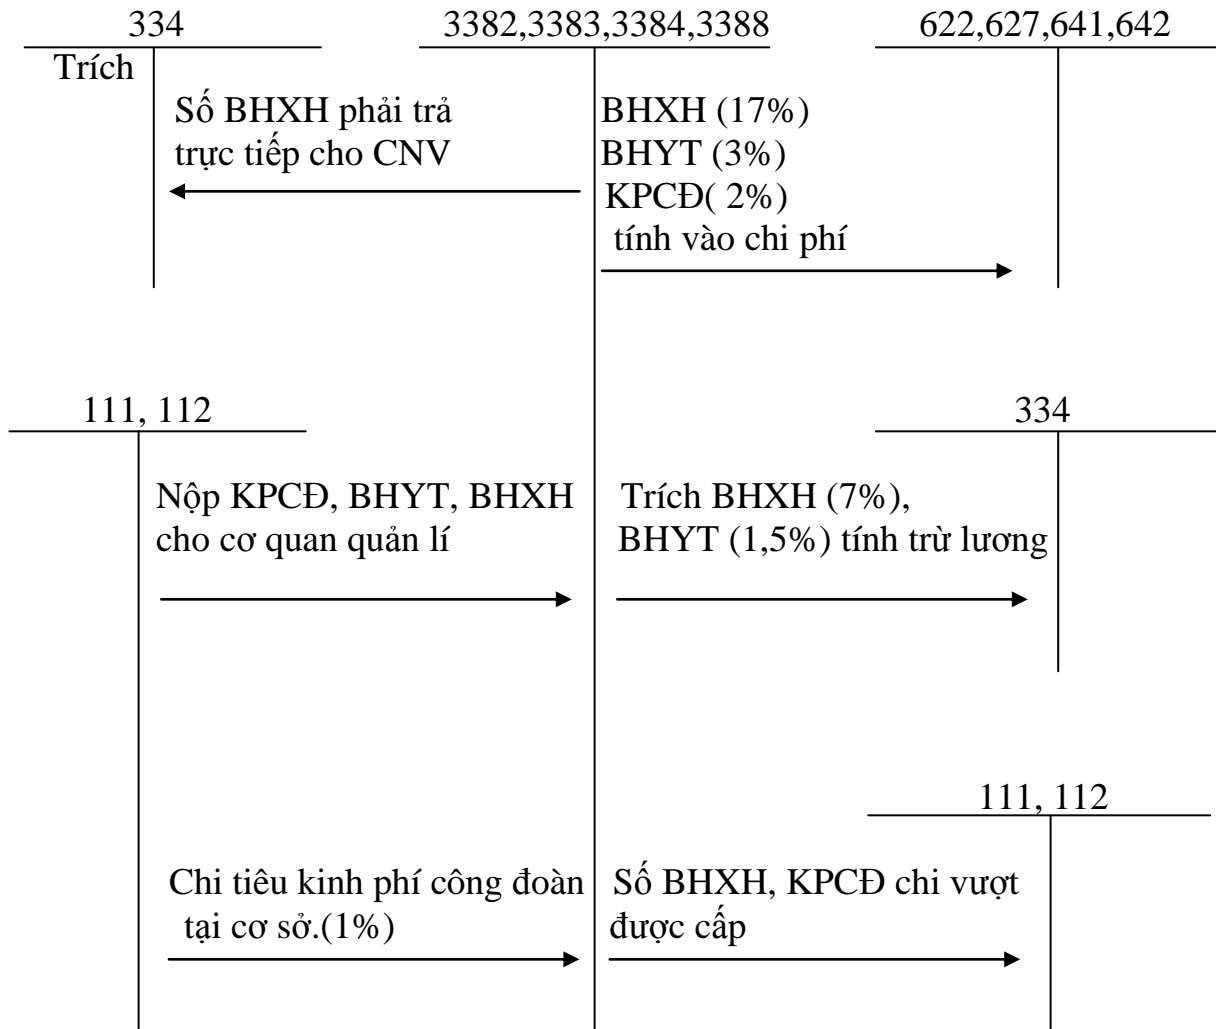 334
3382,3383,3384,3388
622,627,641,642
Trích
Số BHXH phải trả
trực tiếp cho CNV
BHXH (17%)
BHYT (3%)
KPCĐ( 2%)
tính vào chi phí
111, 112
334
Nộp KPCĐ, BHYT, BHXH
cho cơ quan quản lí
Trích BHXH (7%),
BHYT (1,5%) tính trừ lương
111, 112
Chi tiêu kinh phí công đoàn
tại cơ sở.(1%)
Số BHXH, KPCĐ chi vượt
được cấp